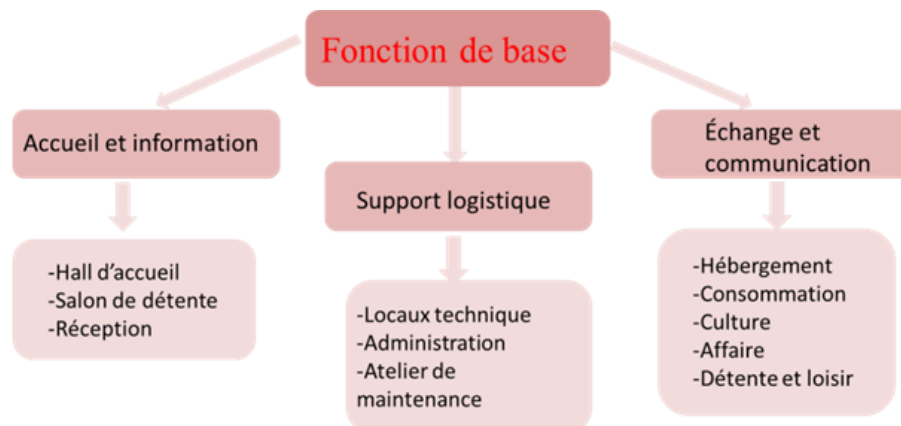 Fonction de base
Accueil et information
-Hall d'accueil
-Salon de détente
-Réception
Support logistique
-Locaux technique
-Administration
-Atelier de
maintenance
Échange et
communication
-Hébergement
-Consommation
-Culture
-Affaire
-Détente et loisir